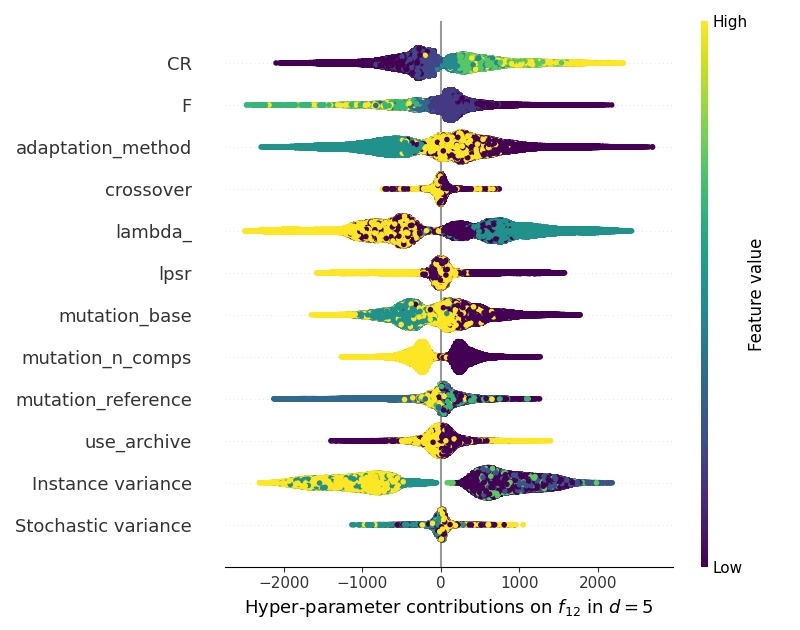 High
CR
F
adaptation_method
crossover
lambda_
lpsr
mutation_base
mutation_n_comps
mutation_reference
use_archive
Instance variance
Stochastic variance
Feature value
Low
−2000 −1000 0 1000 2000
Hyper-parameter contributions on f₁₂ in d = 5